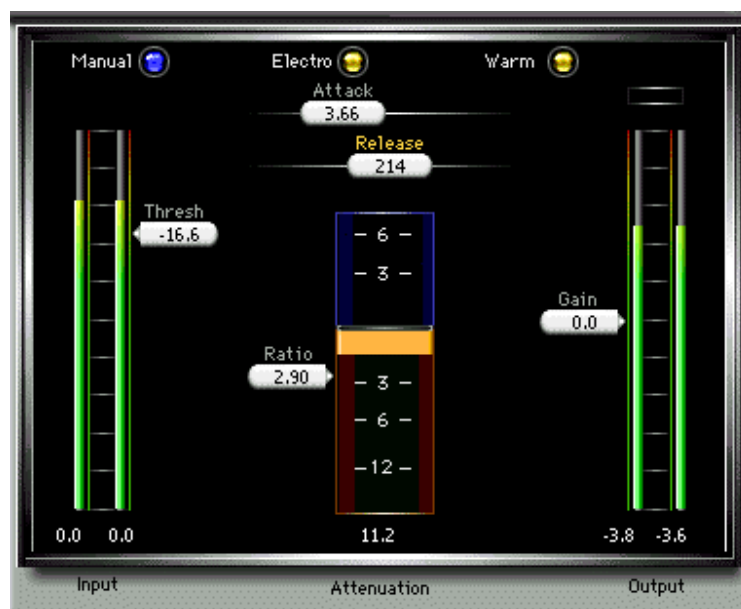 Manual Electro Warm
Attack
3.66
Release
214
Thresh
-16.6
6
3
Gain
0.0
Ratio
2.90
3
6
12
0.0 0.0 11.2 -3.8 -3.6
Input Attenuation Output